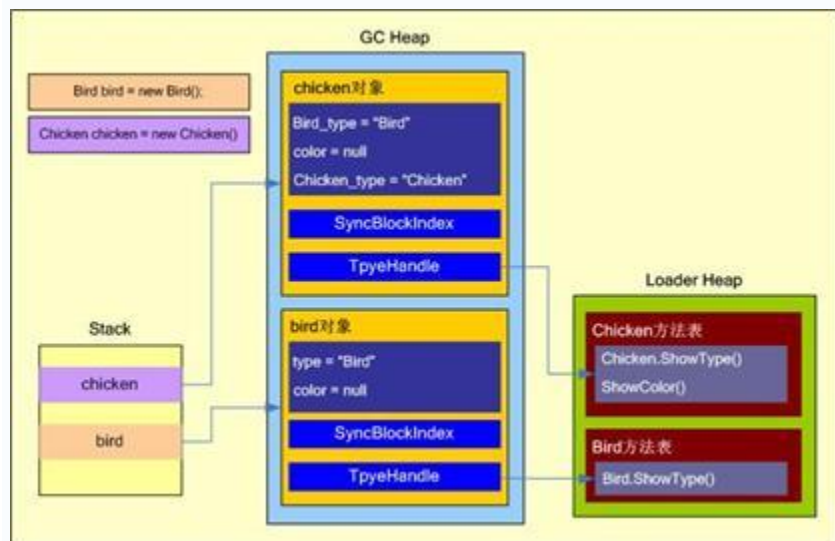 GC Heap
Bird bird = new Bird();
Chicken chicken = new Chicken()
chicken对象
Bird_type = "Bird"
color = null
Chicken_type = "Chicken"
SyncBlockIndex
TpyeHandle
Stack
chicken
bird
bird对象
type = "Bird"
color = null
SyncBlockIndex
TpyeHandle
Loader Heap
Chicken方法表
Chicken.ShowType()
ShowColor()
Bird方法表
Bird.ShowType()